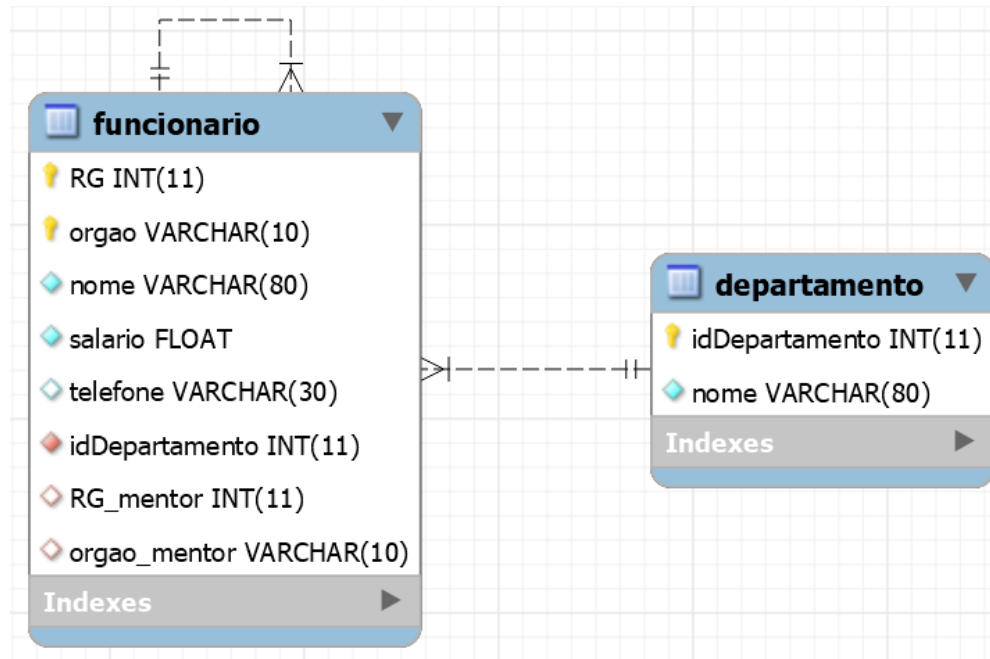 funcionario
RG INT(11)
orgao VARCHAR(10)
nome VARCHAR(80)
salario FLOAT
telefone VARCHAR(30)
idDepartamento INT(11)
RG_mentor INT(11)
orgao_mentor VARCHAR(10)
Indexes
departamento
idDepartamento INT(11)
nome VARCHAR(80)
Indexes